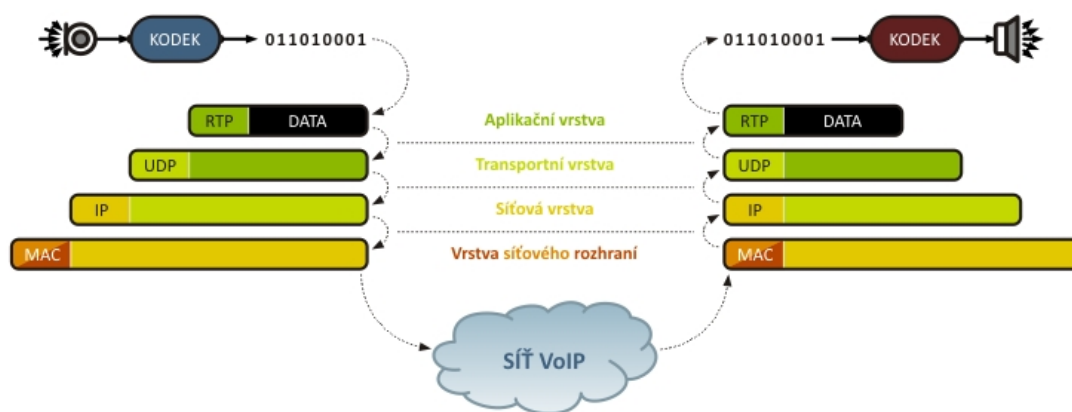 KODEK 011010001 011010001 KODEK
RTP DATA Aplikační vrstva RTP DATA
UDP Transportní vrstva UDP
IP Síťová vrstva IP
MAC Vrstva síťového rozhraní MAC
SÍŤ VoIP